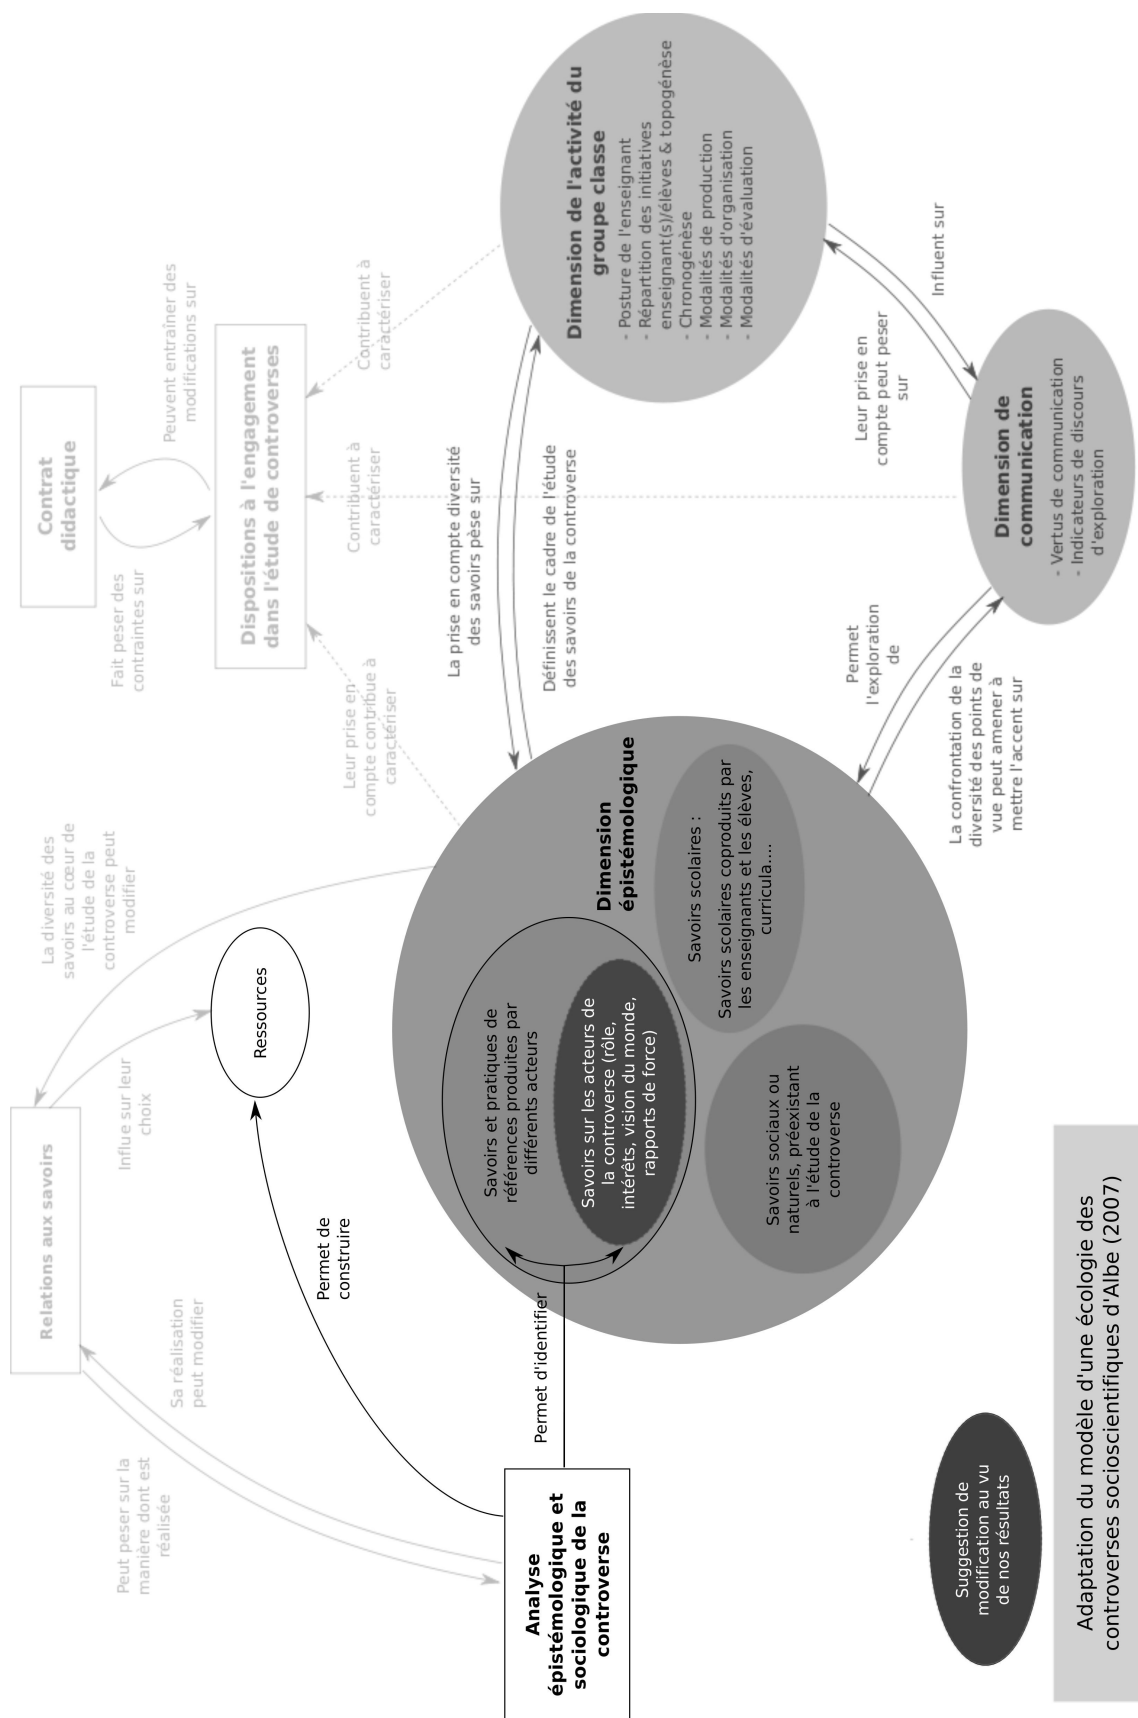 Contrat
didactique
Fait peser des
contraintes sur
Peuvent entraîner des
modifications sur
Dispositions à l'engagement
dans l'étude de controverses
Leur prise en
compte contribue à
caractériser
Contribuent à
caractériser
Contribuent à
caractériser
Relations aux savoirs
La diversité des
savoirs au cœur de
l'étude de la
controverse peut
modifier
Influe sur leur
choix
Ressources
Peut peser sur la
manière dont est
réalisée
Sa réalisation
peut modifier
Permet de
construire
Analyse
épistémologique et
sociologique de la
controverse
Permet d'identifier
Dimension
épistémologique
Savoirs et pratiques de
références produites par
différents acteurs
Savoirs sur les acteurs de
la controverse (rôle,
intérêts, vision du monde,
rapports de force)
Savoirs scolaires :
Savoirs scolaires coproduits par
les enseignants et les élèves,
curricula....
Savoirs sociaux ou
naturels, préexistant
à l'étude de la
controverse
La prise en compte diversité
des savoirs pèse sur
Définissent le cadre de l'étude
des savoirs de la controverse
Dimension de l'activité du
groupe classe
- Posture de l'enseignant
- Répartition des initiatives
enseignant(s)/élèves & topogénèse
- Chronogénèse
- Modalités de production
- Modalités d'organisation
- Modalités d'évaluation
Leur prise en
compte peut peser
sur
Influent sur
Permet
l'exploration
de
La confrontation de la
diversité des points de
vue peut amener à
mettre l'accent sur
Dimension de
communication
- Vertus de communication
- Indicateurs de discours
d'exploration
Suggestion de
modification au vu
de nos résultats
Adaptation du modèle d'une écologie des
controverses socioscientifiques d'Albe (2007)